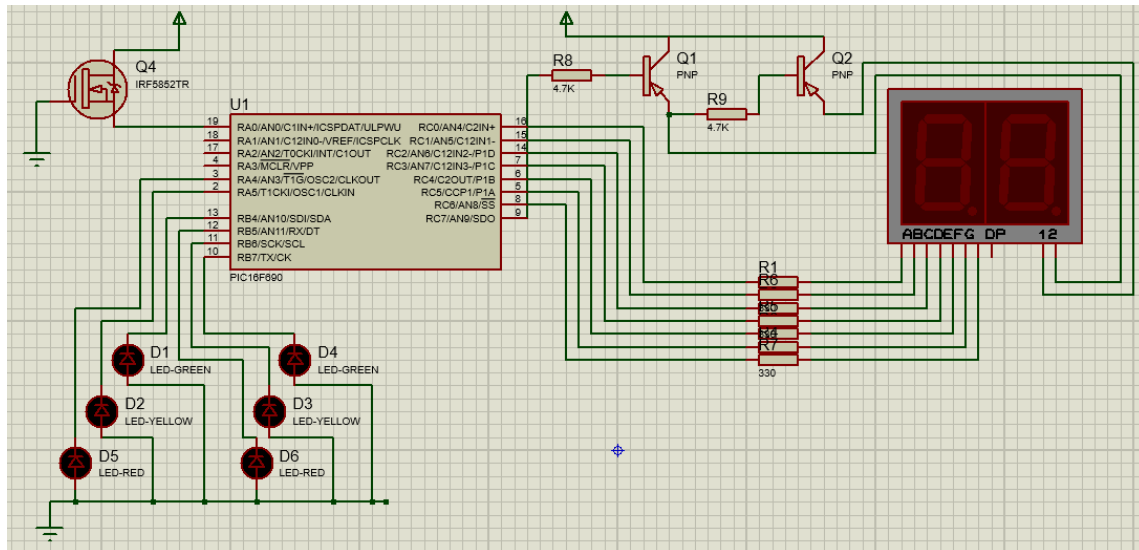 Q4
IRF5852TR
U1
19 RA0/AN0/C1IN+/ICSPDAT/ULPWU RC0/AN4/C2IN+ 16
18 RA1/AN1/C12IN0-/VREF/ICSPCLK RC1/AN5/C12IN1- 15
17 RA2/AN2/T0CKI/INT/C1OUT RC2/AN6/C12IN2-/P1D 14
4 RA3/MCLR/VPP RC3/AN7/C12IN3-/P1C 7
3 RA4/AN3/T1G/OSC2/CLKOUT RC4/C2OUT/P1B 6
2 RA5/T1CKI/OSC1/CLKIN RC5/CCP1/P1A 5
RC6/AN8/SS 8
13 RB4/AN10/SDI/SDA RC7/AN9/SDO 9
12 RB5/AN11/RX/DT
11 RB6/SCK/SCL
10 RB7/TX/CK
PIC16F690
R8
4.7K
Q1
PNP
R9
4.7K
Q2
PNP
ABCDEFG DP 12
R1
R6
R7
330
D1
LED-GREEN
D2
LED-YELLOW
D5
LED-RED
D4
LED-GREEN
D3
LED-YELLOW
D6
LED-RED